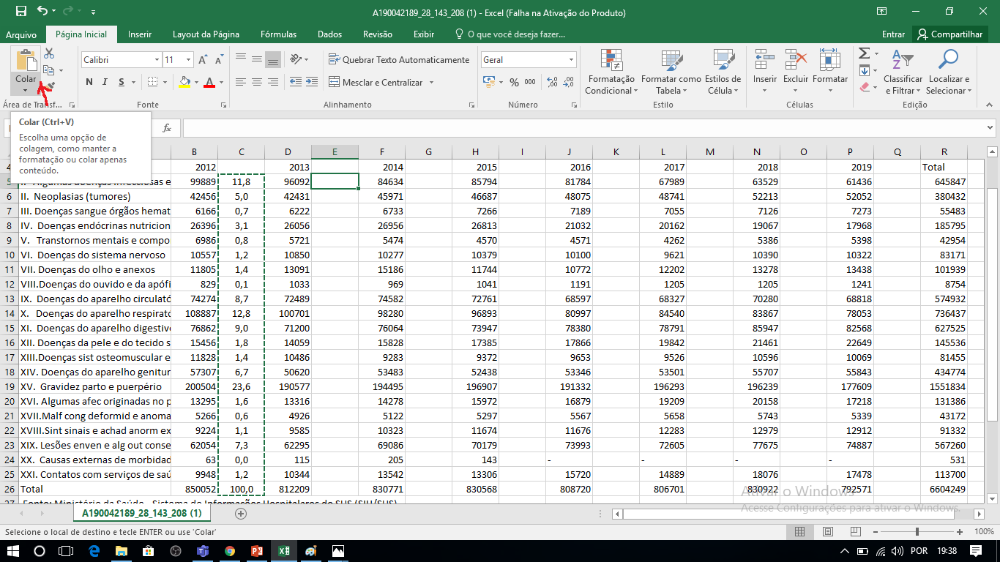 A190042189_28_143_208 (1) - Excel (Falha na Ativação do Produto)
Arquivo Página Inicial Inserir Layout da Página Fórmulas Dados Revisão Exibir O que você deseja fazer... Entrar Compartilhar
Colar Calibri 11 Quebrar Texto Automaticamente Geral Formatação Condicional Formatar como Tabela Estilos de Célula Inserir Excluir Formatar Classificar e Filtrar Localizar e Selecionar
N I S Mesclar e Centralizar % 000
Área de Transf... Fonte Alinhamento Número Estilo Células Edição
Colar (Ctrl+V)
Escolha uma opção de
colagem, como manter a
formatação ou colar apenas
conteúdo.
fx
B C D E F G H I J K L M N O P Q R
4 2012 2013 2014 2015 2016 2017 2018 2019 Total
5 Algumas doenças infecciosas e 99889 11,8 96092 84634 85794 81784 67989 63529 61436 645847
6 II. Neoplasias (tumores) 42456 5,0 42431 45971 46687 48075 48741 52213 52052 380432
7 III. Doenças sangue órgãos hemat 6166 0,7 6222 6733 7266 7189 7055 7126 7273 55483
8 IV. Doenças endócrinas nutricion 26396 3,1 26056 26956 26813 21032 20162 19067 17968 185795
9 V. Transtornos mentais e compo 6986 0,8 5721 5474 4570 4571 4262 5386 5398 42954
10 VI. Doenças do sistema nervoso 10557 1,2 10850 10277 10379 10100 9621 10390 10322 83171
11 VII. Doenças do olho e anexos 11805 1,4 13091 15186 11744 10772 12202 13278 13438 101939
12 VIII.Doenças do ouvido e da apófi 829 0,1 1033 969 1041 1191 1205 1205 1241 8754
13 IX. Doenças do aparelho circulató 74274 8,7 72489 74582 72761 68597 68327 70280 68818 574932
14 X. Doenças do aparelho respirató 108887 12,8 100701 98280 96893 80997 84540 83867 78053 736437
15 XI. Doenças do aparelho digestiv 76862 9,0 71200 76064 73947 78380 78791 85947 82568 627525
16 XII. Doenças da pele e do tecido s 15456 1,8 14059 15828 17385 17866 19842 21461 22649 145536
17 XIII.Doenças sist osteomuscular e 11828 1,4 10486 9283 9372 9653 9526 10596 10069 81455
18 XIV. Doenças do aparelho genitur 57307 6,7 50620 53483 52438 53346 53501 55707 55843 434774
19 XV. Gravidez parto e puerpério 200504 23,6 190577 194495 196907 191332 196293 196239 177609 1551834
20 XVI. Algumas afec originadas no p 13295 1,6 13316 14278 15972 16879 19209 20158 17218 131386
21 XVII.Malf cong deformid e anoma 5266 0,6 4926 5122 5297 5567 5658 5743 5339 43172
22 XVIII.Sint sinais e achad anorm ex 9224 1,1 9585 10323 11674 11676 12283 12979 12912 91332
23 XIX. Lesões enven e alg out conse 62054 7,3 62295 69086 70179 73993 72605 77675 74887 567260
24 XX. Causas externas de morbidad 63 0,0 115 205 143 - - - - 531
25 XXI. Contatos com serviços de saú 9948 1,2 10344 13542 13306 15720 14889 18076 17478 113700
26 Total 850052 100,0 812209 830771 830568 808720 806701 830922 792571 6604249
27 Fonte: Ministério da Saúde - Sistema de Informações Hospitalares do SUS (SIH/SUS)
Ativar o Windows
Acesse Configurações para ativar o Windows.
A190042189_28_143_208 (1)
Selecione o local de destino e tecle ENTER ou use 'Colar' 100%
POR 19:38